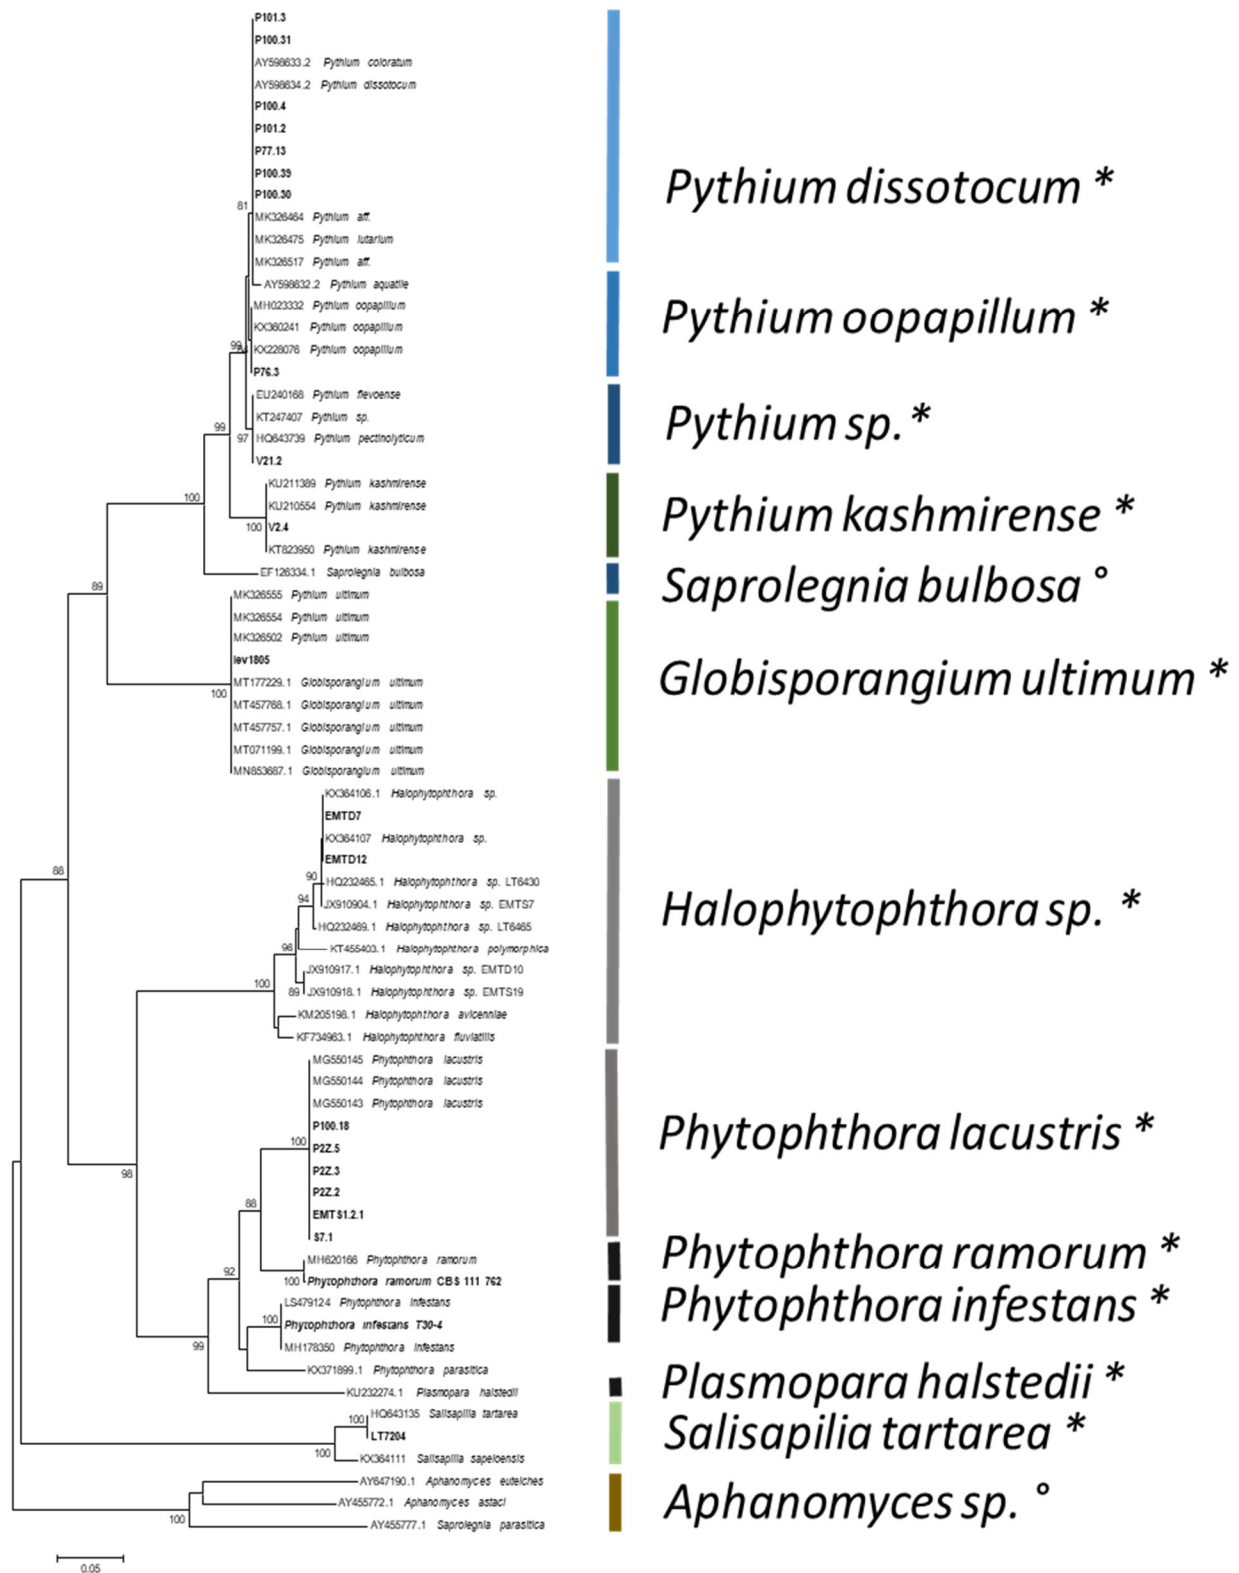 P101.3
P100.31
AY598633.2 Pythium coloratum
AY598634.2 Pythium dissotocum
P100.4
P101.2
P77.13
P100.39
P100.30
81
MK326464 Pythium aff.
MK326475 Pythium lutarium
MK326517 Pythium aff.
AY598632.2 Pythium aquatile
MH023332 Pythium oopapillum
KX360241 Pythium oopapillum
99
KX228076 Pythium oopapillum
P76.3
EU240168 Pythium flevoense
KT247407 Pythium sp.
99
97
HQ643739 Pythium pectinolyticum
V21.2
KU211389 Pythium kashmirense
100
KU210554 Pythium kashmirense
100
V2.4
KT823950 Pythium kashmirense
EF126334.1 Saprolegnia bulbosa
89
MK326555 Pythium ultimum
MK326554 Pythium ultimum
MK326502 Pythium ultimum
lev1805
MT177229.1 Globisporangium ultimum
100
MT457768.1 Globisporangium ultimum
MT457757.1 Globisporangium ultimum
MT071199.1 Globisporangium ultimum
MN853687.1 Globisporangium ultimum
KX364106.1 Halophytophthora sp.
EMTD7
KX364107 Halophytophthora sp.
EMTD12
88
90
HQ232465.1 Halophytophthora sp. LT6430
94
JX910904.1 Halophytophthora sp. EMTS7
HQ232469.1 Halophytophthora sp. LT6465
96
KT455403.1 Halophytophthora polymorphica
JX910917.1 Halophytophthora sp. EMTD10
100
89
JX910918.1 Halophytophthora sp. EMTS19
KM205198.1 Halophytophthora avicenniae
KF734963.1 Halophytophthora fluviatilis
MG550145 Phytophthora lacustris
MG550144 Phytophthora lacustris
MG550143 Phytophthora lacustris
P100.18
100
P2Z.5
98
P2Z.3
P2Z.2
88
EMTS1.2.1
S7.1
MH620166 Phytophthora ramorum
92
100
Phytophthora ramorum CBS 111 762
LS479124 Phytophthora infestans
100
Phytophthora infestans T30-4
99
MH178350 Phytophthora infestans
KX371899.1 Phytophthora parasitica
KU232274.1 Plasmopara halstedii
HQ643135 Salisapilia tartarea
100
LT7204
100
KX364111 Salisapilia sapeloensis
AY647190.1 Aphanomyces euteiches
AY455772.1 Aphanomyces astaci
100
AY455777.1 Saprolegnia parasitica
0.05
Pythium dissotocum *
Pythium oopapillum *
Pythium sp. *
Pythium kashmirense *
Saprolegnia bulbosa °
Globisporangium ultimum *
Halophytophthora sp. *
Phytophthora lacustris *
Phytophthora ramorum *
Phytophthora infestans *
Plasmopara halstedii *
Salisapilia tartarea *
Aphanomyces sp. °